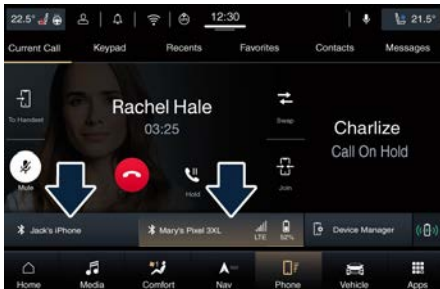 22.5° 12:30 21.5°
Current Call Keypad Recents Favorites Contacts Messages
To Handset
Rachel Hale
03:25
Swap
Charlize
Call On Hold
Mute
Hold
Join
Jack's iPhone
Mary's Pixel 3XL
LTE
52%
Device Manager
Home Media Comfort Nav Phone Vehicle Apps